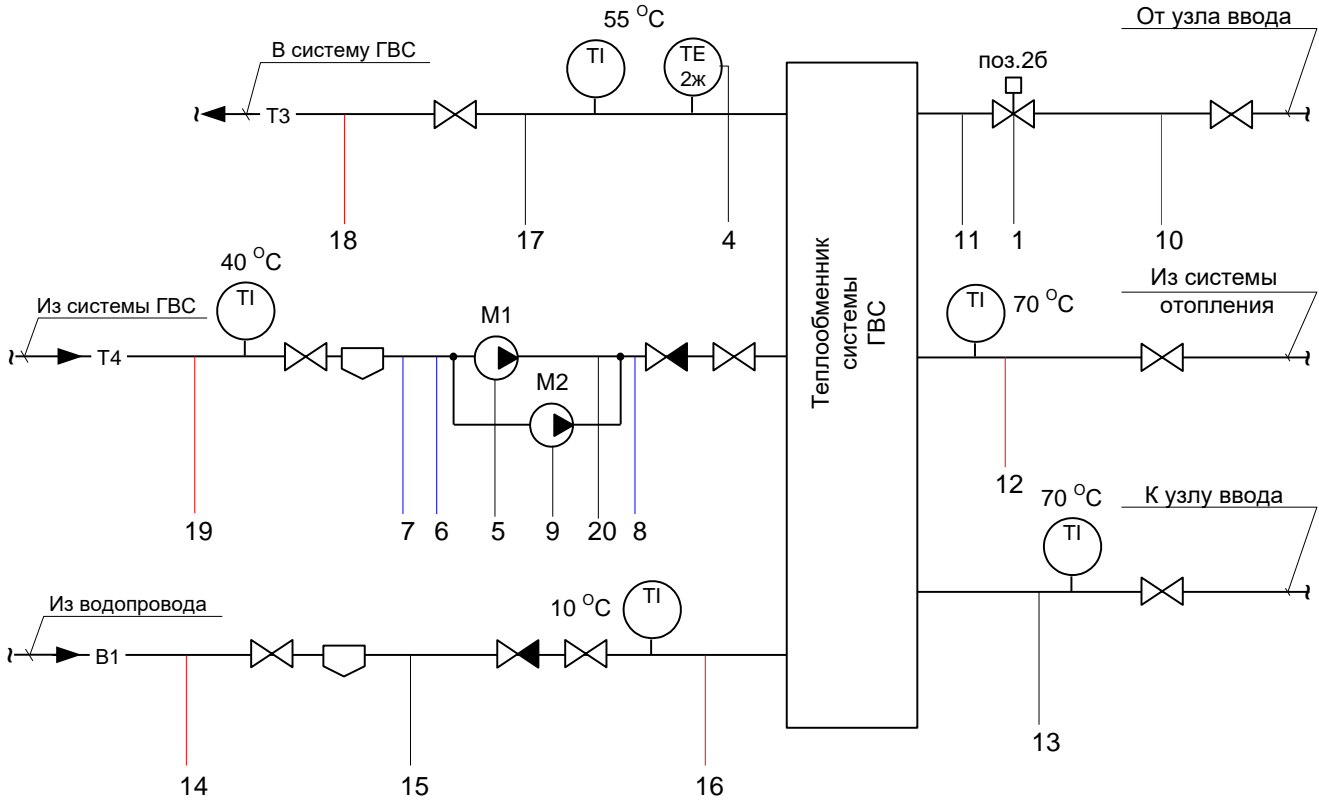 55 °C
От узла ввода
В систему ГВС
TI
TE
2ж
поз.2б
Т3
18
17
4
11
1
10
40 °C
TI
Из системы ГВС
Т4
М1
М2
Теплообменник
системы
ГВС
TI
70 °C
Из системы
отопления
12
19
7
6
5
9
20
8
70 °C
TI
К узлу ввода
13
Из водопровода
В1
10 °C
TI
14
15
16